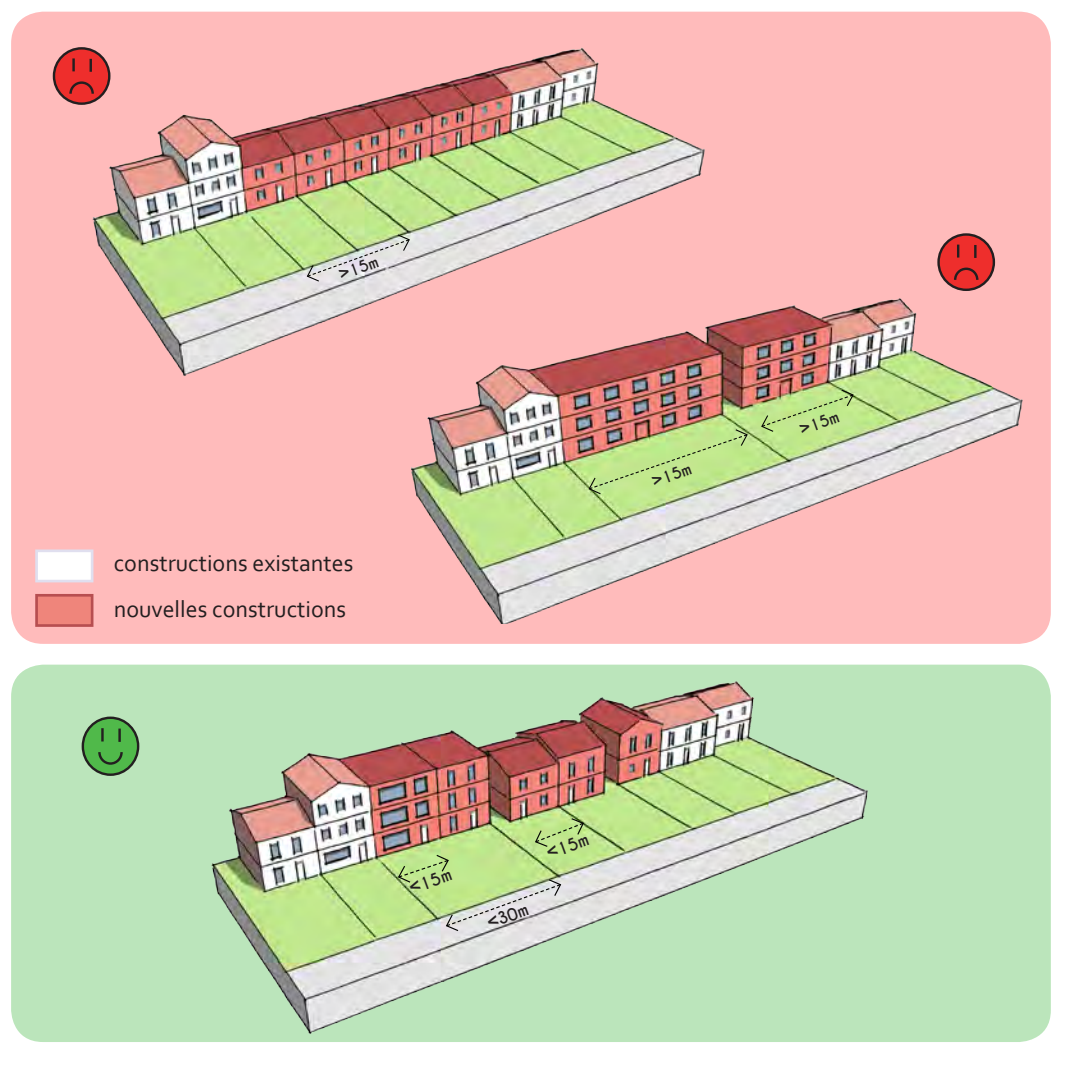 >15m
>15m
>15m
constructions existantes
nouvelles constructions
<15m
<15m
<30m